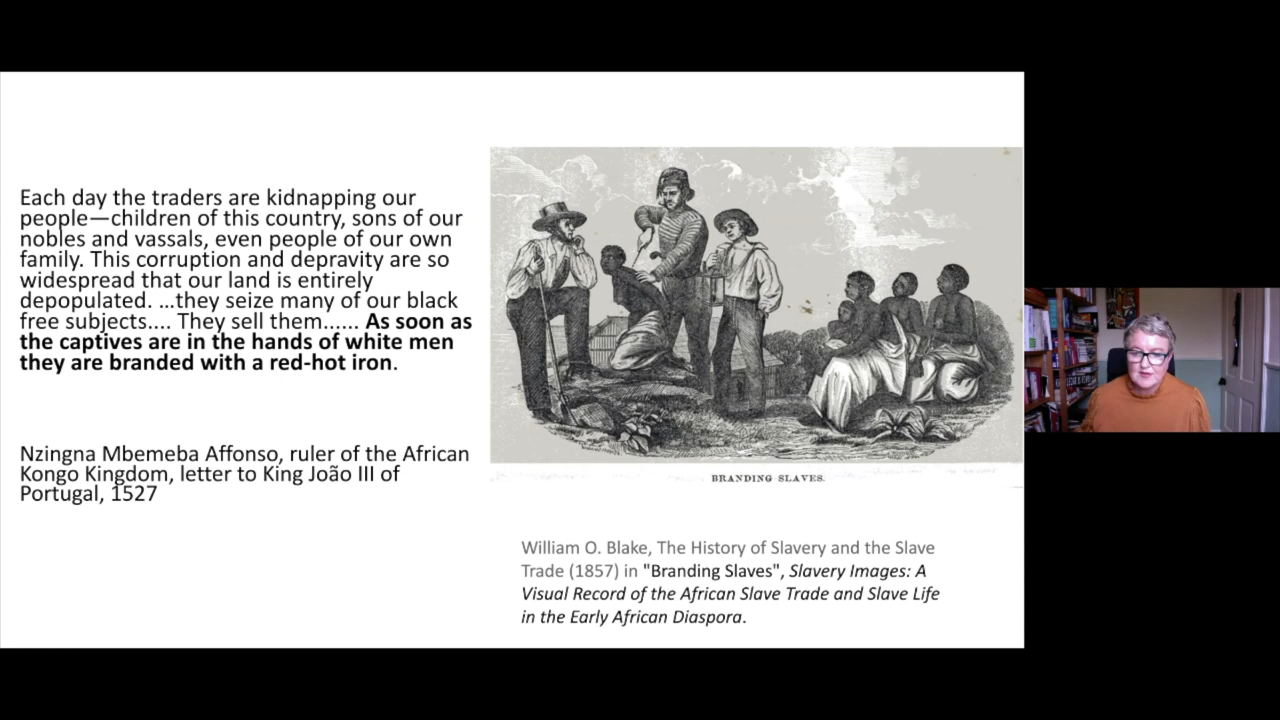 Each day the traders are kidnapping our
people—children of this country, sons of our
nobles and vassals, even people of our own
family. This corruption and depravity are so
widespread that our land is entirely
depopulated. ...they seize many of our black
free subjects.... They sell them...... As soon as
the captives are in the hands of white men
they are branded with a red-hot iron.
Nzingna Mbemeba Affonso, ruler of the African
Kongo Kingdom, letter to King João III of
Portugal, 1527
BRANDING SLAVES.
William O. Blake, The History of Slavery and the Slave
Trade (1857) in "Branding Slaves", Slavery Images: A
Visual Record of the African Slave Trade and Slave Life
in the Early African Diaspora.